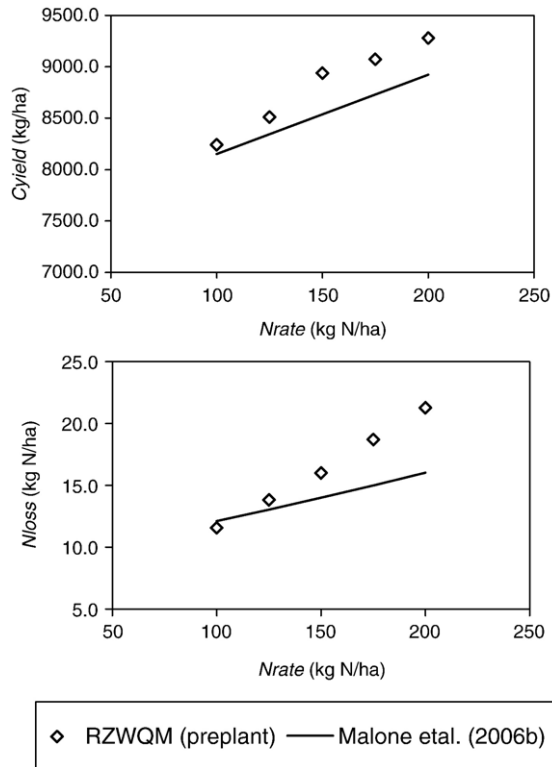 9500.0
9000.0
8500.0
8000.0
7500.0
7000.0
Cyield (kg/ha)
50 100 150 200 250
Nrate (kg N/ha)
25.0
20.0
15.0
10.0
5.0
Nloss (kg N/ha)
50 100 150 200 250
Nrate (kg N/ha)
RZWQM (preplant) Malone etal. (2006b)